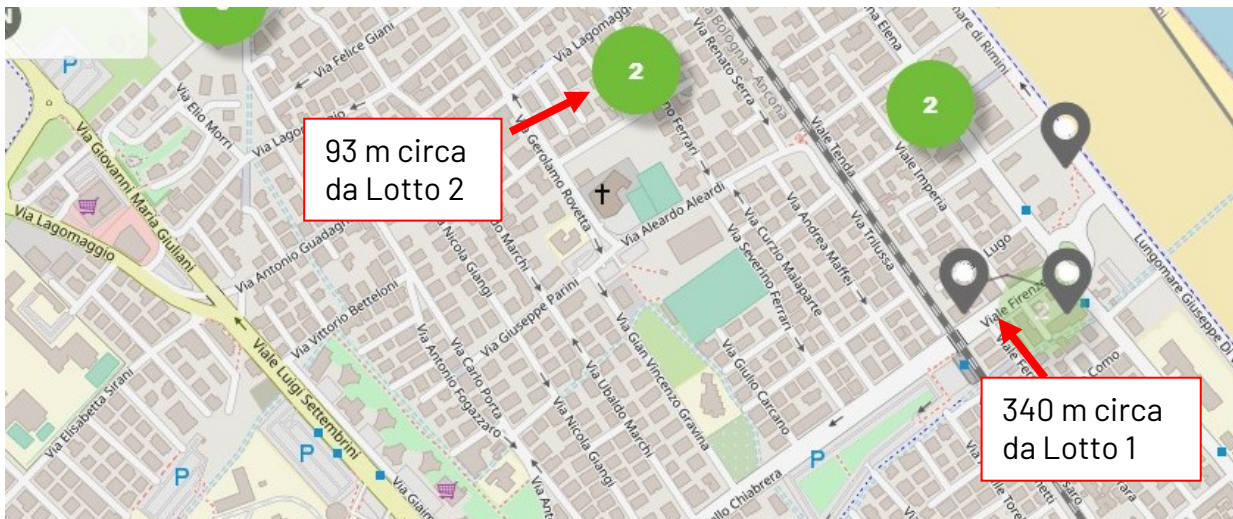 P
Via Felice Giani
Via Lagomaggio
Via Renato Serra
Bologna - Ancona
Lungomare di Rimini
2
2
Via Elio Morri
93 m circa
da Lotto 2
Via Gerolamo Rovetta
Viale Tenda
Viale Imperia
Via Giovanni Maria Giuliani
Via Lagomaggio
Via Antonio
Via Aleardo Aleardi
Via Andrea Maffei
Via Trilussa
Via Curzio Malaparte
Via Severino Ferrari
Lugo
Viale Firenze
2
Lungomare Giuseppe Di
Via Nicola Giangi
Via Vittorio Betteloni
Via Giuseppe Parini
Via Gian Vincenzo Gravina
Via Giulio Carcano
Como
340 m circa
da Lotto 1
Via Elisabetta Sirani
Viale Luigi Settembrini
Via Antonio Fogazzaro
Via Carlo Porta
Via Ubaldo Marchi
Via Nicola Giangi
P
P
P
Chiabrera